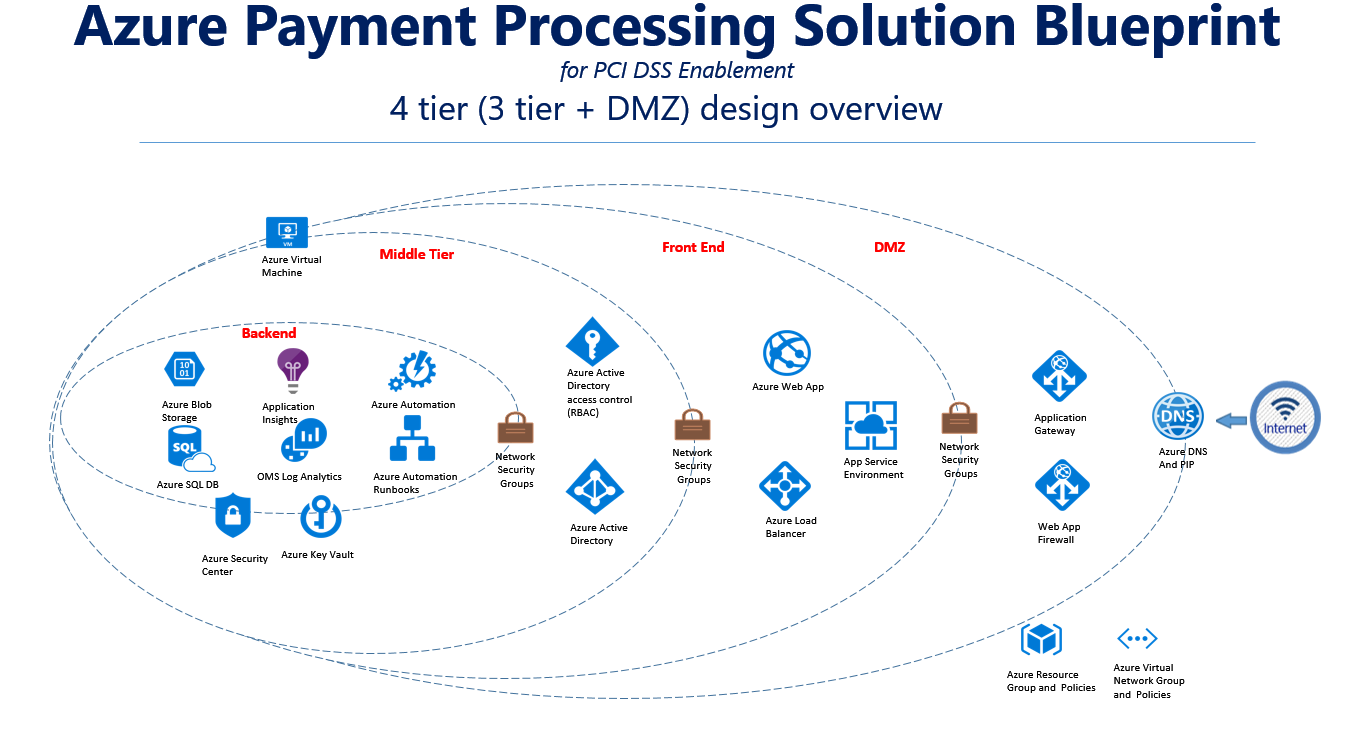 Azure Payment Processing Solution Blueprint
for PCI DSS Enablement
4 tier (3 tier + DMZ) design overview
VM
Azure Virtual
Machine
Middle Tier
Front End
DMZ
Backend
10
01
Azure Blob
Storage
Application
Insights
Azure Automation
SQL
Azure SQL DB
OMS Log Analytics
Azure Automation
Runbooks
Azure Security
Center
Azure Key Vault
Network
Security
Groups
Azure Active
Directory
access control
(RBAC)
Azure Active
Directory
Network
Security
Groups
Azure Web App
App Service
Environment
Azure Load
Balancer
Network
Security
Groups
Application
Gateway
Web App
Firewall
DNS
Azure DNS
And PIP
Internet
Azure Resource
Group and Policies
Azure Virtual
Network Group
and Policies